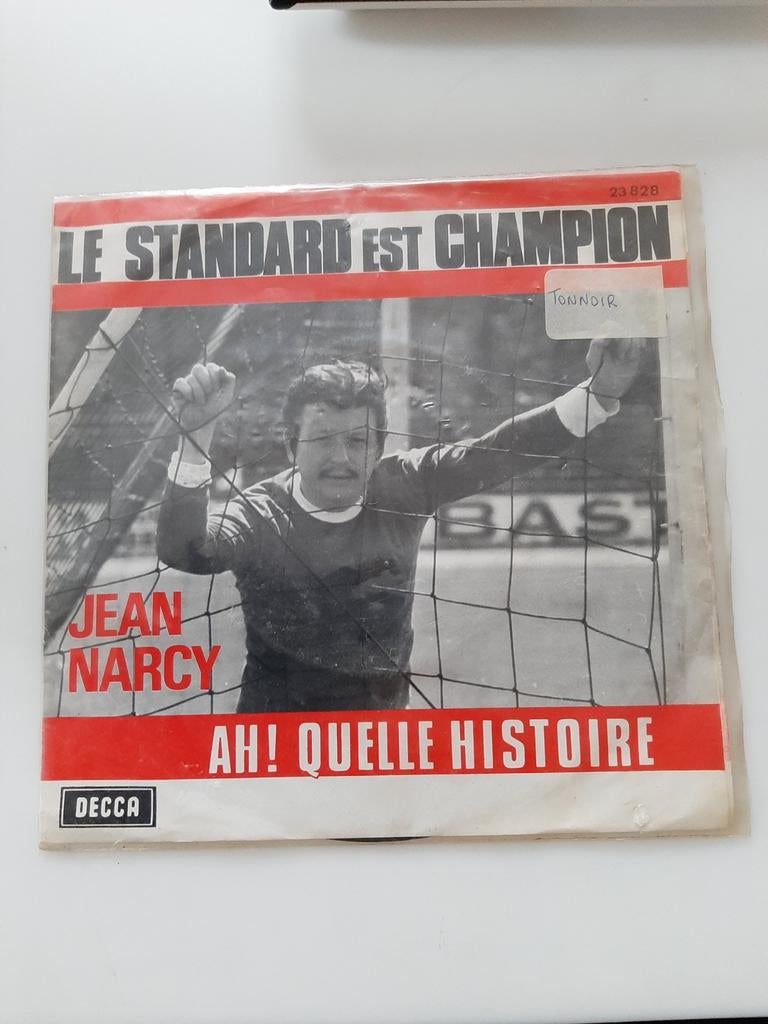 23 828
LE STANDARD EST CHAMPION
TONNOIR
BAST
JEAN
NARCY
AH! QUELLE HISTOIRE
DECCA